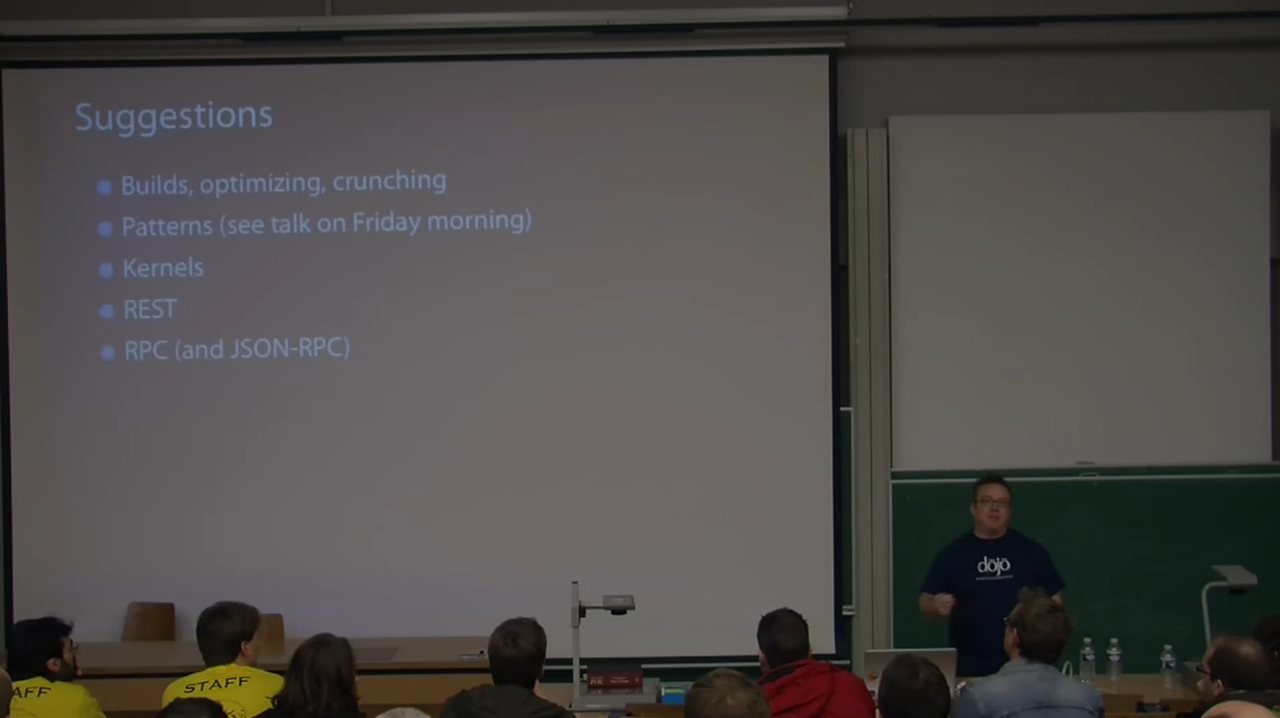 Suggestions
Builds, optimizing, crunching
Patterns (see talk on Friday morning)
Kernels
REST
RPC (and JSON-RPC)
dojo
AFF
STAFF